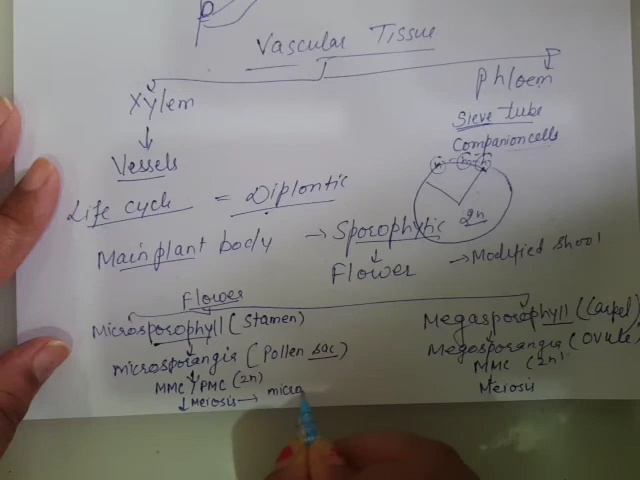 Vascular Tissue
Xylem
Phloem
Vessels
Sieve tube
Companion cells
n n n
2n
Life cycle = Diplontic
Main plant body → Sporophytic
Flower → Modified shoot
Flower
Microsporophyll (Stamen)
Microsporangia (Pollen sac)
MMC / PMC (2n)
Meiosis → micro
Megasporophyll (Carpel)
Megasporangia (Ovule
MMC (2n)
Meiosis